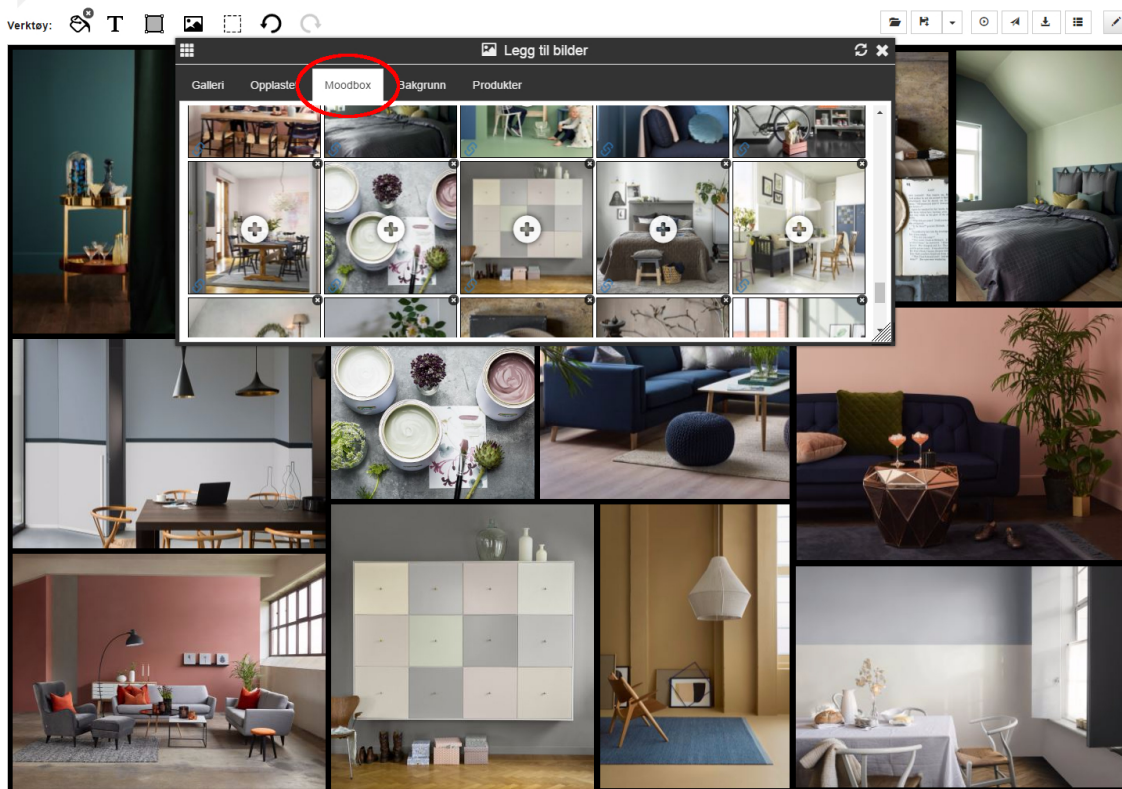 Verktøy:
T
Legg til bilder
Galleri
Opplaste
Moodbox
Bakgrunn
Produkter